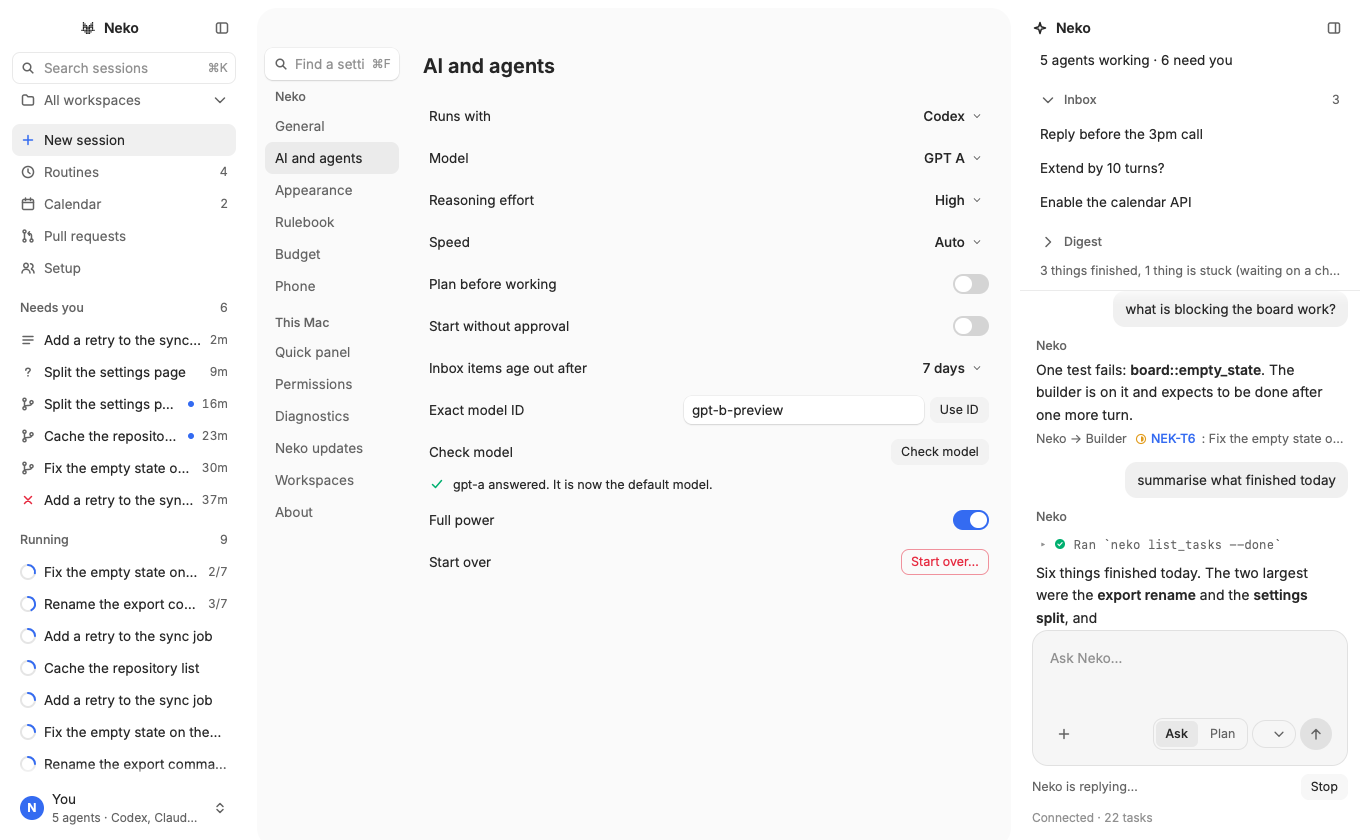 Neko
Search sessions ⌘K
All workspaces
New session
Routines 4
Calendar 2
Pull requests
Setup
Needs you 6
Add a retry to the sync... 2m
? Split the settings page 9m
Split the settings p... 16m
Cache the reposito... 23m
Fix the empty state o... 30m
Add a retry to the syn... 37m
Running 9
Fix the empty state on... 2/7
Rename the export co... 3/7
Add a retry to the sync job
Cache the repository list
Add a retry to the sync job
Fix the empty state on the...
Rename the export comma...
N
You
5 agents · Codex, Claud...
Find a setti ⌘F
Neko
General
AI and agents
Appearance
Rulebook
Budget
Phone
This Mac
Quick panel
Permissions
Diagnostics
Neko updates
Workspaces
About
AI and agents
Runs with Codex
Model GPT A
Reasoning effort High
Speed Auto
Plan before working
Start without approval
Inbox items age out after 7 days
Exact model ID gpt-b-preview Use ID
Check model Check model
gpt-a answered. It is now the default model.
Full power
Start over Start over...
Neko
5 agents working · 6 need you
Inbox 3
Reply before the 3pm call
Extend by 10 turns?
Enable the calendar API
Digest
3 things finished, 1 thing is stuck (waiting on a ch...
what is blocking the board work?
Neko
One test fails: board::empty_state. The
builder is on it and expects to be done after
one more turn.
Neko → Builder NEK-T6 : Fix the empty state o...
summarise what finished today
Neko
Ran `neko list_tasks --done`
Six things finished today. The two largest
were the export rename and the settings
split, and
Ask Neko...
Ask Plan
Neko is replying... Stop
Connected · 22 tasks